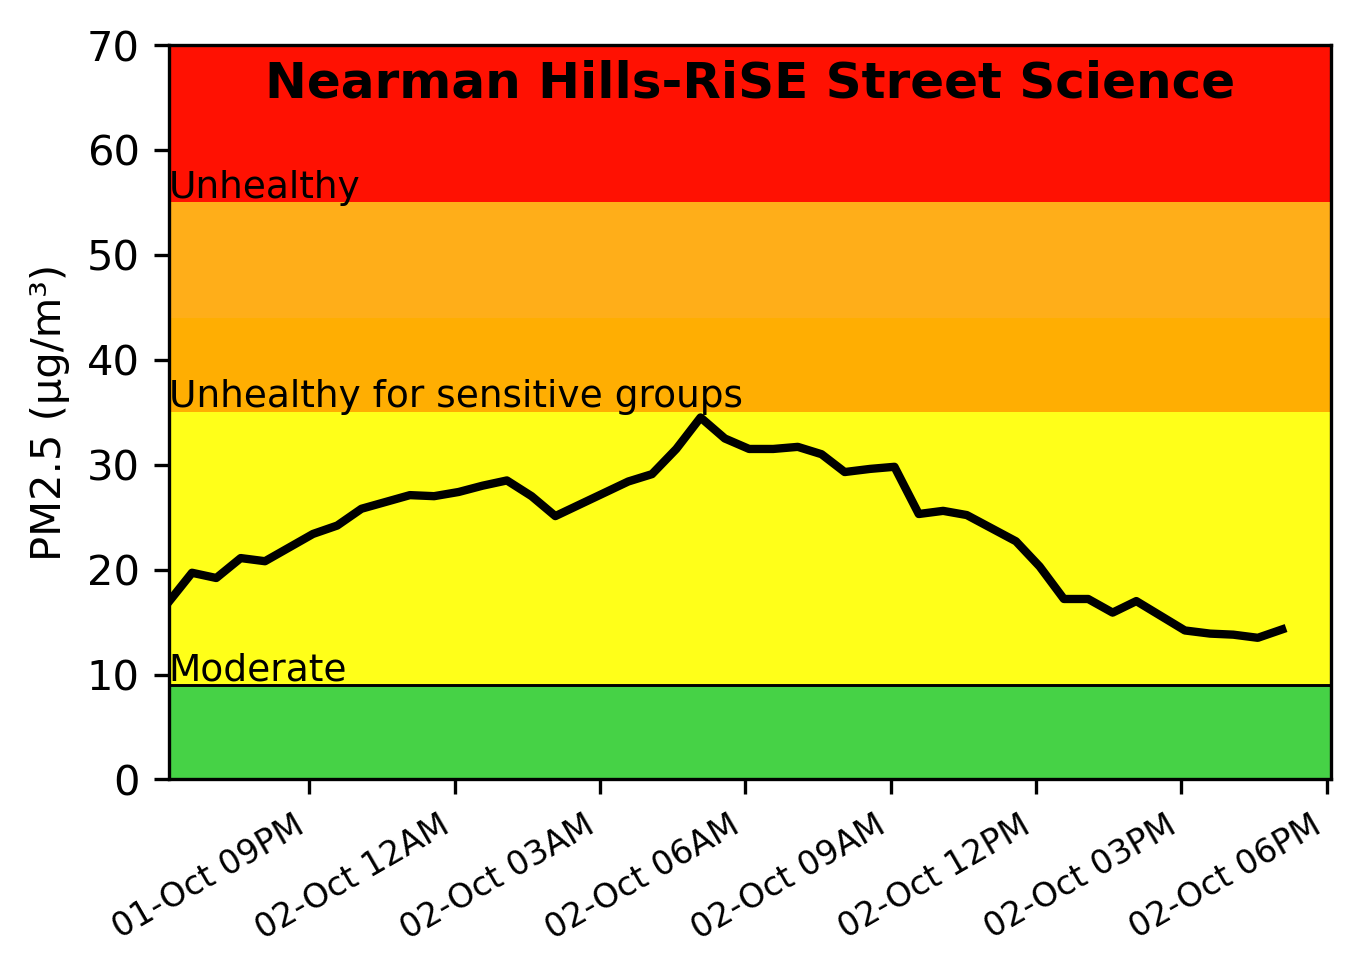 Nearman Hills-RiSE Street Science
70
60
Unhealthy
50
40
Unhealthy for sensitive groups
30
20
Moderate
10
0
PM2.5 (µg/m³)
01-Oct 09PM
02-Oct 12AM
02-Oct 03AM
02-Oct 06AM
02-Oct 09AM
02-Oct 12PM
02-Oct 03PM
02-Oct 06PM